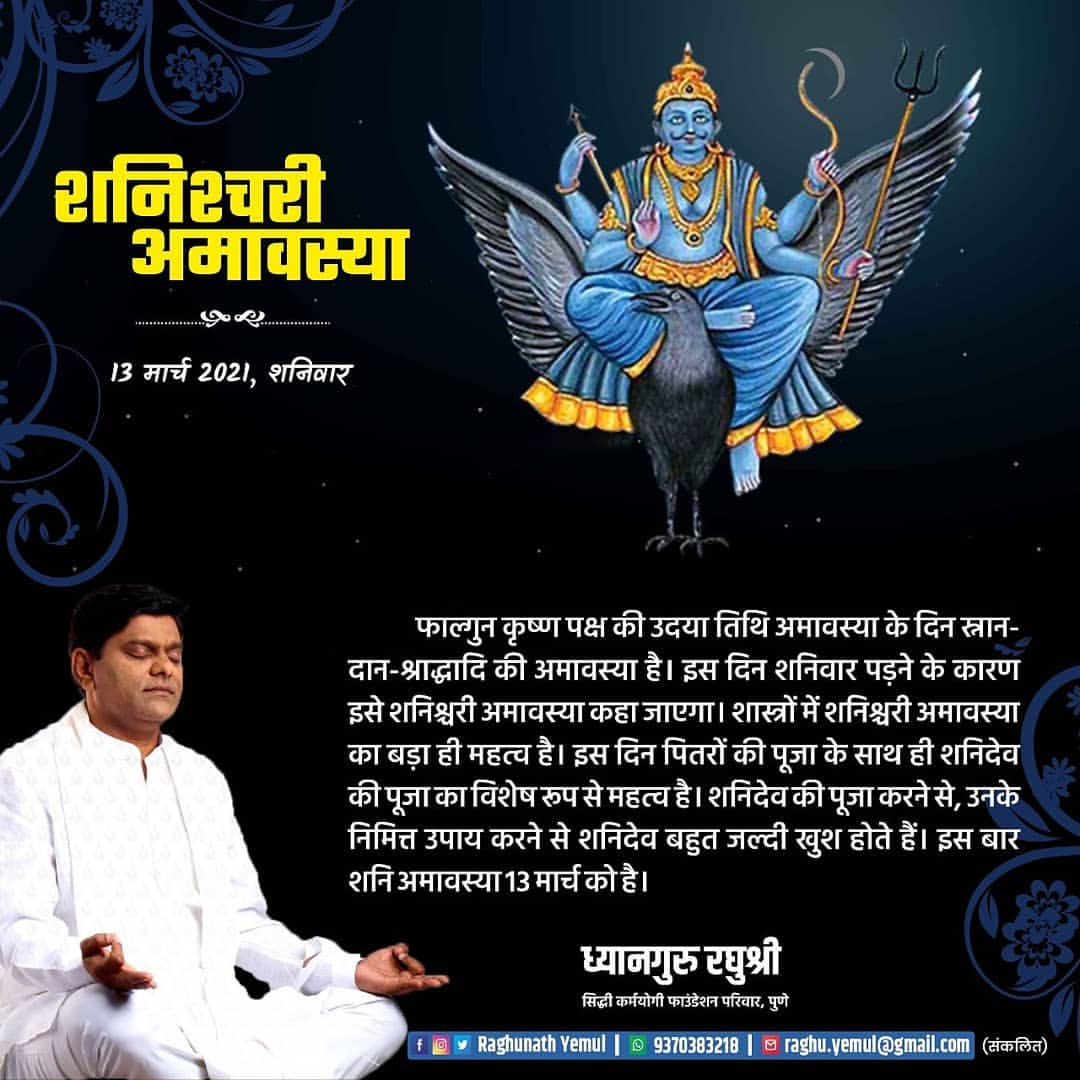 शनिश्चरी
अमावस्या
13 मार्च 2021, शनिवार
फाल्गुन कृष्ण पक्ष की उदया तिथि अमावस्या के दिन स्नान-
दान-श्राद्धादि की अमावस्या है। इस दिन शनिवार पड़ने के कारण
इसे शनिश्चरी अमावस्या कहा जाएगा। शास्त्रों में शनिश्चरी अमावस्या
का बड़ा ही महत्व है। इस दिन पितरों की पूजा के साथ ही शनिदेव
की पूजा का विशेष रूप से महत्व है। शनिदेव की पूजा करने से, उनके
निमित्त उपाय करने से शनिदेव बहुत जल्दी खुश होते हैं। इस बार
शनि अमावस्या 13 मार्च को है।
ध्यानगुरु रघुश्री
सिद्धी कर्मयोगी फाउंडेशन परिवार, पुणे
Raghunath Yemul | 9370383218 | raghu.yemul@gmail.com (संकलित)